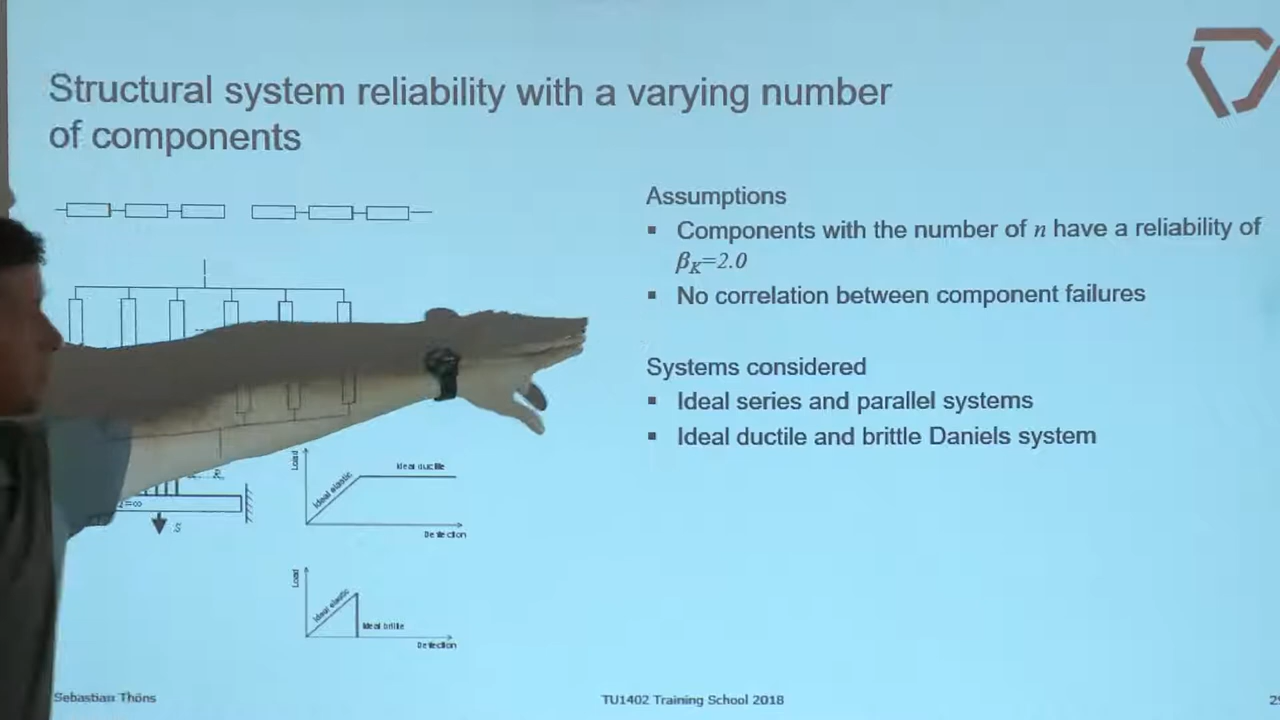 Structural system reliability with a varying number
of components
Assumptions
Components with the number of n have a reliability of
βK=2.0
No correlation between component failures
Systems considered
Ideal series and parallel systems
Ideal ductile and brittle Daniels system
Load
Ideal elastic
Ideal ductile
Deflection
=∞
S
Load
Ideal elastic
Ideal brittle
Deflection
Sebastian Thöns
TU1402 Training School 2018